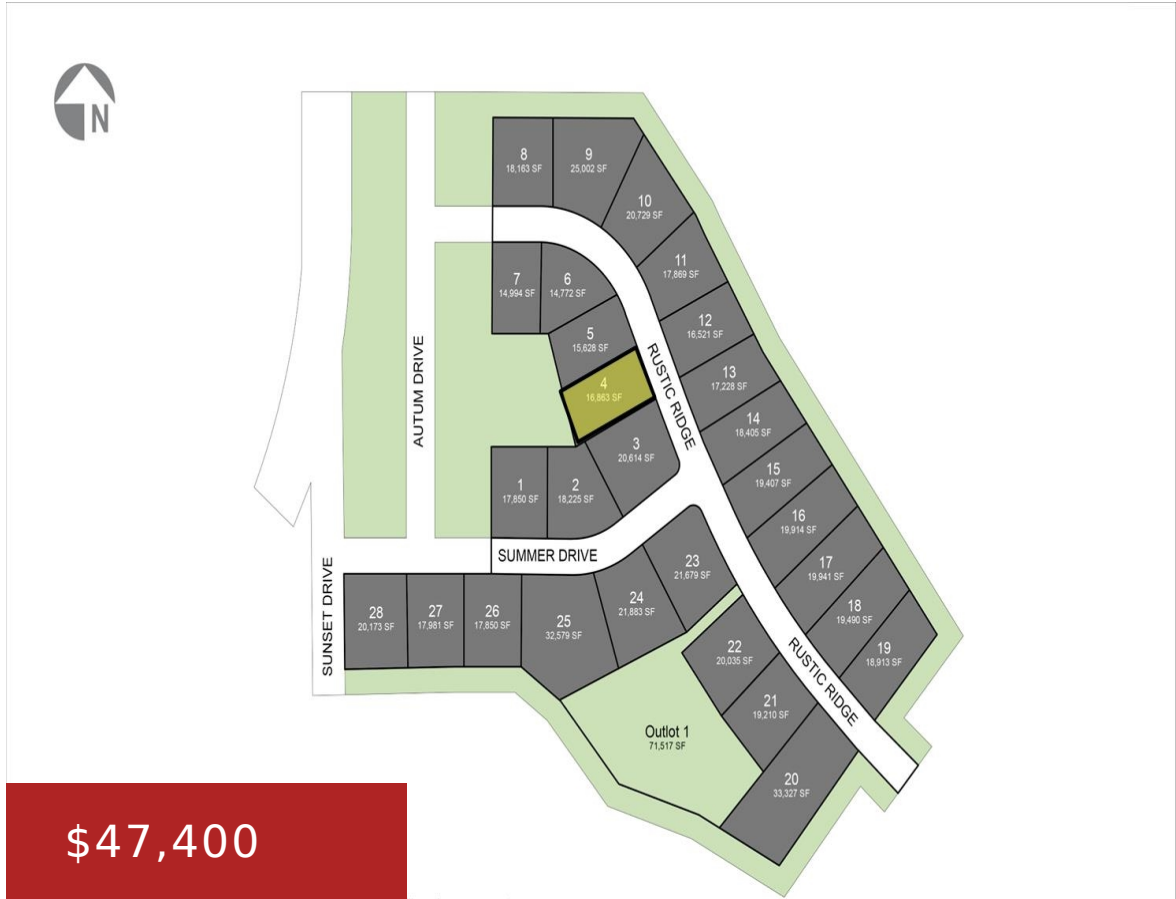 N
8
18,163 SF
9
25,002 SF
10
20,729 SF
11
17,869 SF
7
14,994 SF
6
14,772 SF
12
16,521 SF
5
15,628 SF
RUSTIC RIDGE
AUTUM DRIVE
13
17,228 SF
4
16,863 SF
14
18,405 SF
3
20,614 SF
15
19,407 SF
1
17,850 SF
2
18,225 SF
16
19,914 SF
SUMMER DRIVE
23
21,679 SF
17
19,941 SF
SUNSET DRIVE
28
20,173 SF
27
17,981 SF
26
17,850 SF
25
32,579 SF
24
21,883 SF
18
19,490 SF
22
20,035 SF
19
18,913 SF
RUSTIC RIDGE
21
19,210 SF
Outlot 1
71,517 SF
20
33,327 SF
$47,400